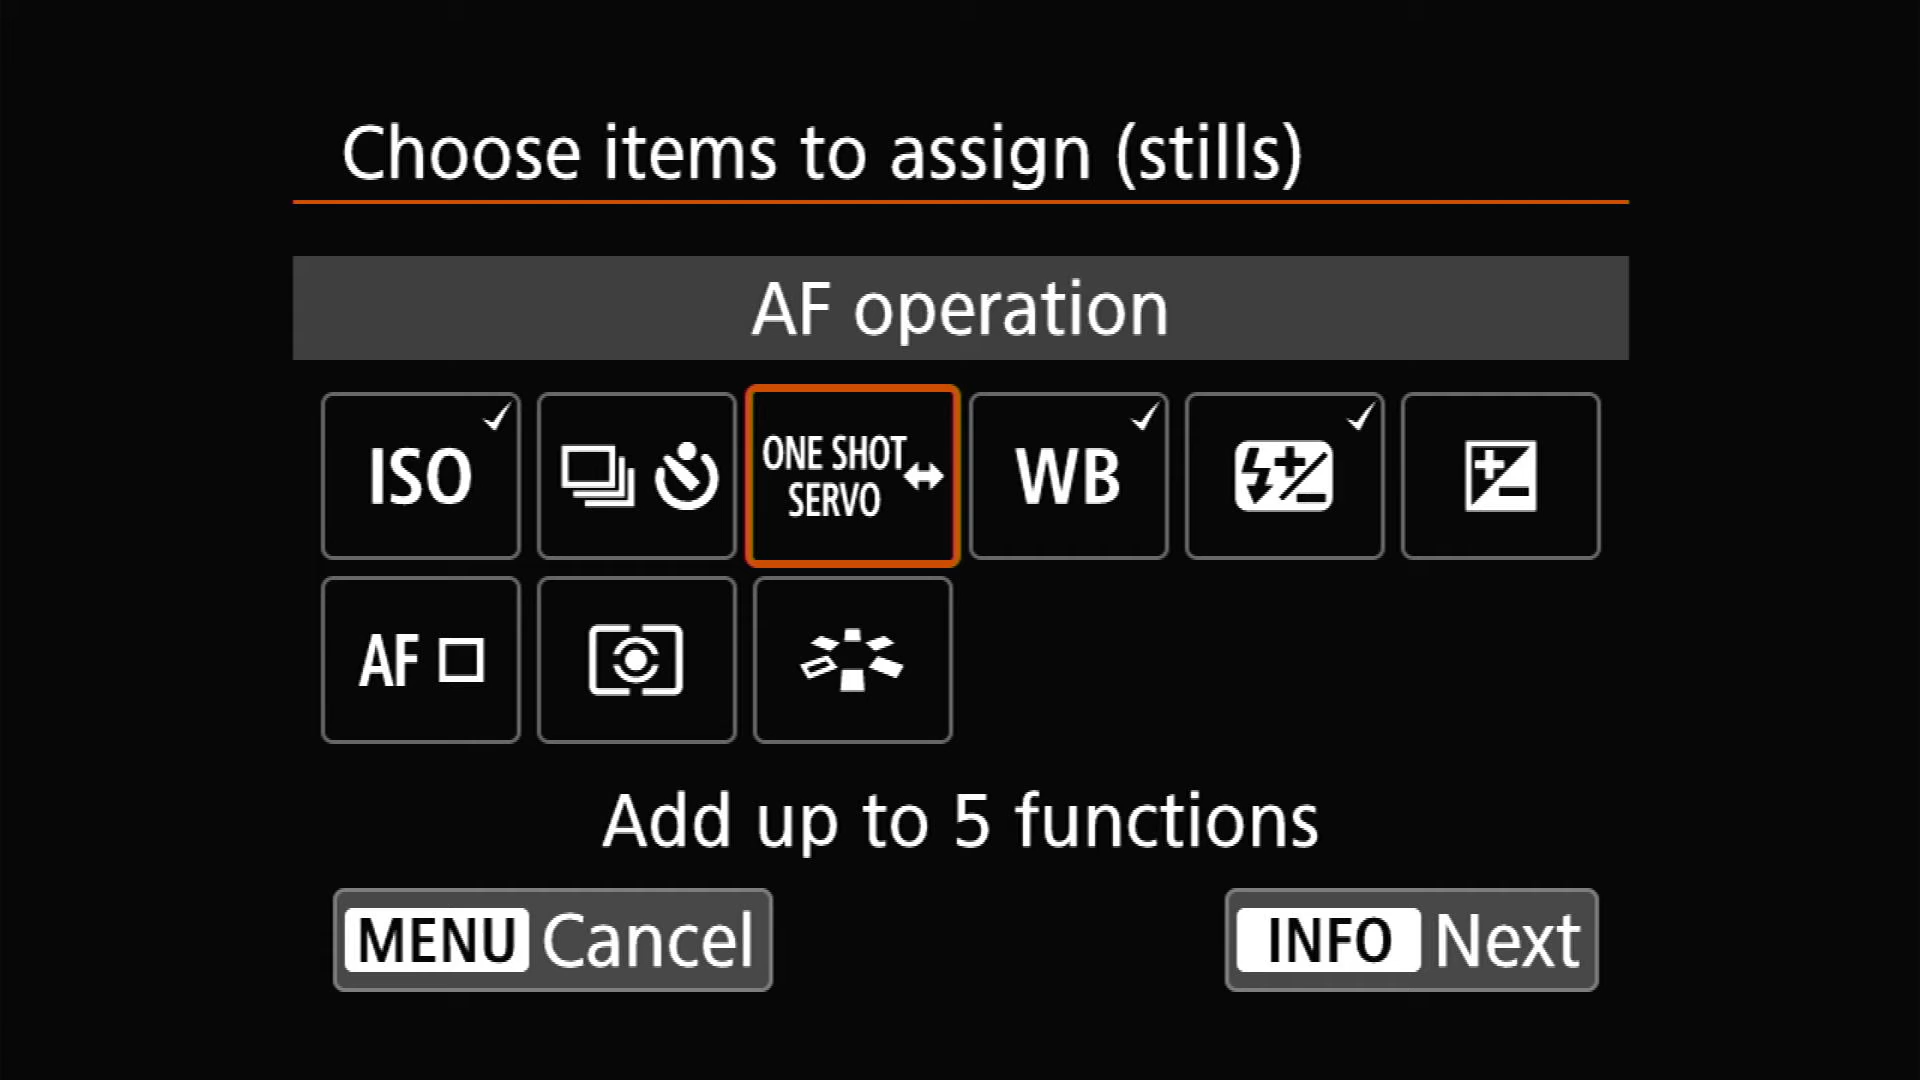 Choose items to assign (stills)
AF operation
ISO
ONE SHOT
SERVO
WB
AF
Add up to 5 functions
MENU Cancel
INFO Next